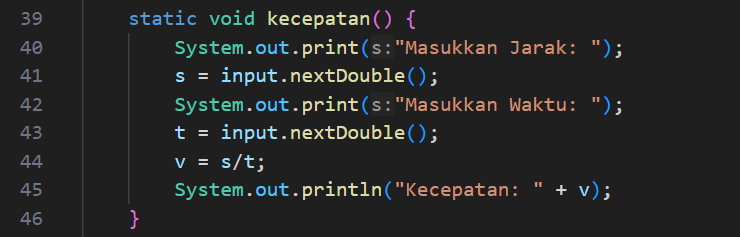 39 static void kecepatan() {
40 System.out.print(s:"Masukkan Jarak: ");
41 s = input.nextDouble();
42 System.out.print(s:"Masukkan Waktu: ");
43 t = input.nextDouble();
44 v = s/t;
45 System.out.println("Kecepatan: " + v);
46 }